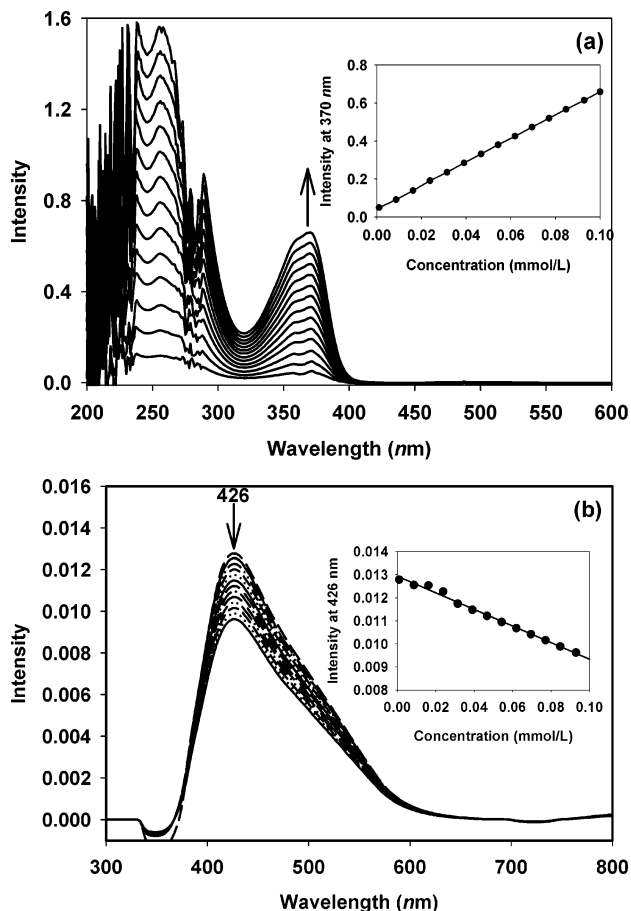 (a)
Intensity
1.6
1.2
0.8
0.4
0.0
200 250 300 350 400 450 500 550 600
Wavelength (nm)
Intensity at 370 nm
0.8
0.6
0.4
0.2
0.0
0.00 0.02 0.04 0.06 0.08 0.10
Concentration (mmol/L)
(b)
426
Intensity
0.016
0.014
0.012
0.010
0.008
0.006
0.004
0.002
0.000
300 400 500 600 700 800
Wavelength (nm)
Intensity at 426 nm
0.014
0.013
0.012
0.011
0.010
0.009
0.008
0.00 0.02 0.04 0.06 0.08 0.10
Concentration (mmol/L)